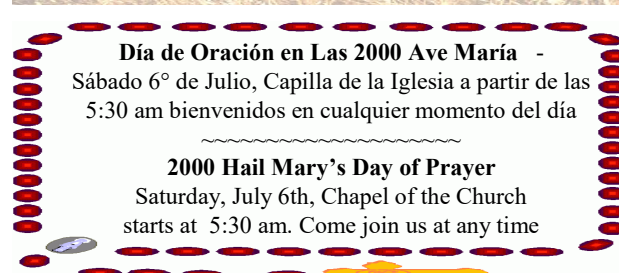 Día de Oración en Las 2000 Ave María -
Sábado 6° de Julio, Capilla de la Iglesia a partir de las
5:30 am bienvenidos en cualquier momento del día
~~~~~~~~~~~~~~~~~~~
2000 Hail Mary's Day of Prayer
Saturday, July 6th, Chapel of the Church
starts at 5:30 am. Come join us at any time